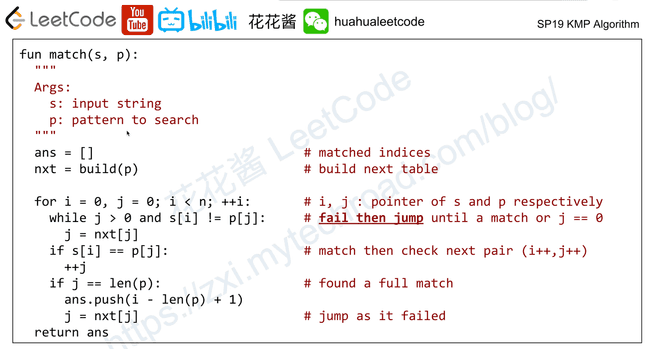 LeetCode You Tube bilibili 花花酱 huahualeetcode SP19 KMP Algorithm
fun match(s, p):
"""
Args:
s: input string
p: pattern to search
"""
ans = [] # matched indices
nxt = build(p) # build next table
for i = 0, j = 0; i < n; ++i: # i, j : pointer of s and p respectively
while j > 0 and s[i] != p[j]: # fail then jump until a match or j == 0
j = nxt[j]
if s[i] == p[j]: # match then check next pair (i++,j++)
++j
if j == len(p): # found a full match
ans.push(i - len(p) + 1)
j = nxt[j] # jump as it failed
return ans
花花酱 LeetCode
https://zxi.mytechroad.com/blog/